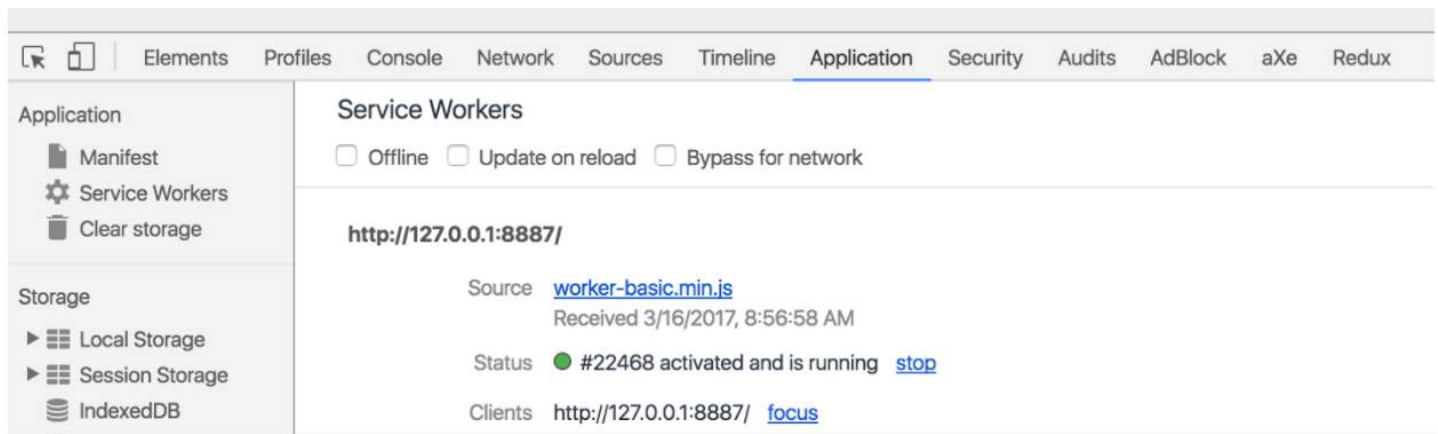 Elements Profiles Console Network Sources Timeline Application Security Audits AdBlock aXe Redux
Application
Manifest
Service Workers
Clear storage
Storage
Local Storage
Session Storage
IndexedDB
Service Workers
Offline Update on reload Bypass for network
http://127.0.0.1:8887/
Source worker-basic.min.js
Received 3/16/2017, 8:56:58 AM
Status #22468 activated and is running stop
Clients http://127.0.0.1:8887/ focus